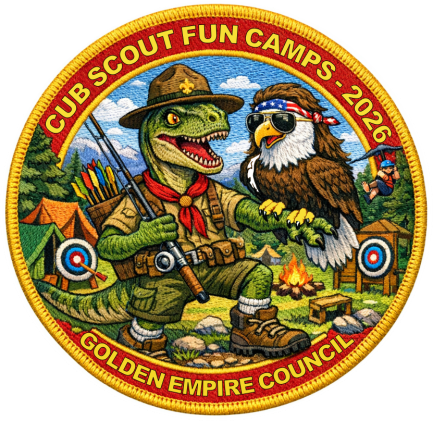 CUB SCOUT FUN CAMPS - 2026
GOLDEN EMPIRE COUNCIL